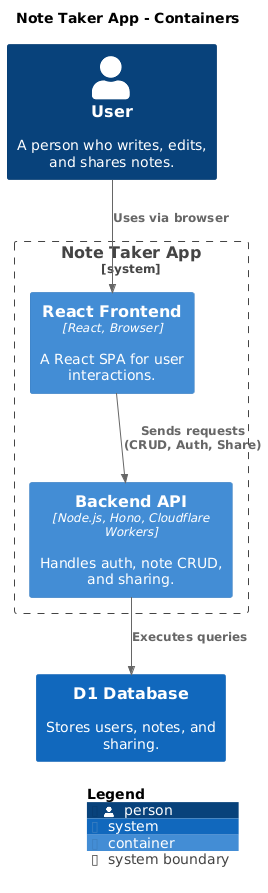 Note Taker App - Containers
User
A person who writes, edits,
and shares notes.
Uses via browser
Note Taker App
[system]
React Frontend
[React, Browser]
A React SPA for user
interactions.
Sends requests
(CRUD, Auth, Share)
Backend API
[Node.js, Hono, Cloudflare
Workers]
Handles auth, note CRUD,
and sharing.
Executes queries
D1 Database
Stores users, notes, and
sharing.
Legend
person
system
container
system boundary